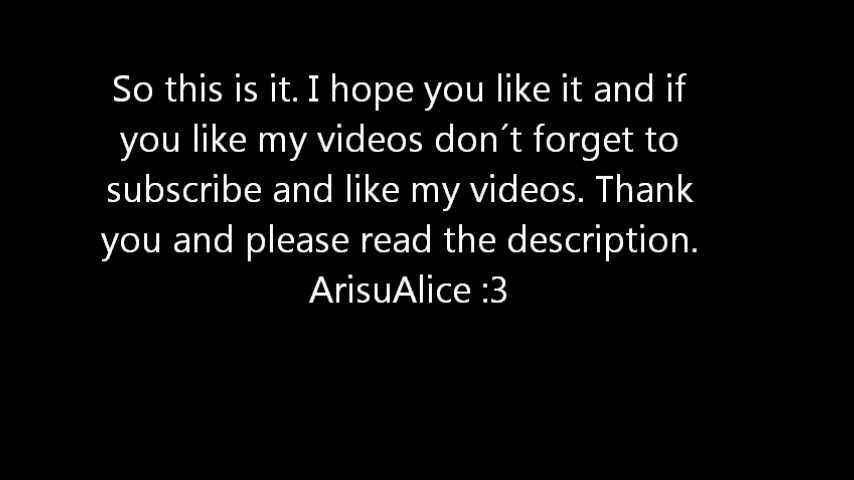 So this is it. I hope you like it and if
you like my videos don´t forget to
subscribe and like my videos. Thank
you and please read the description.
ArisuAlice :3